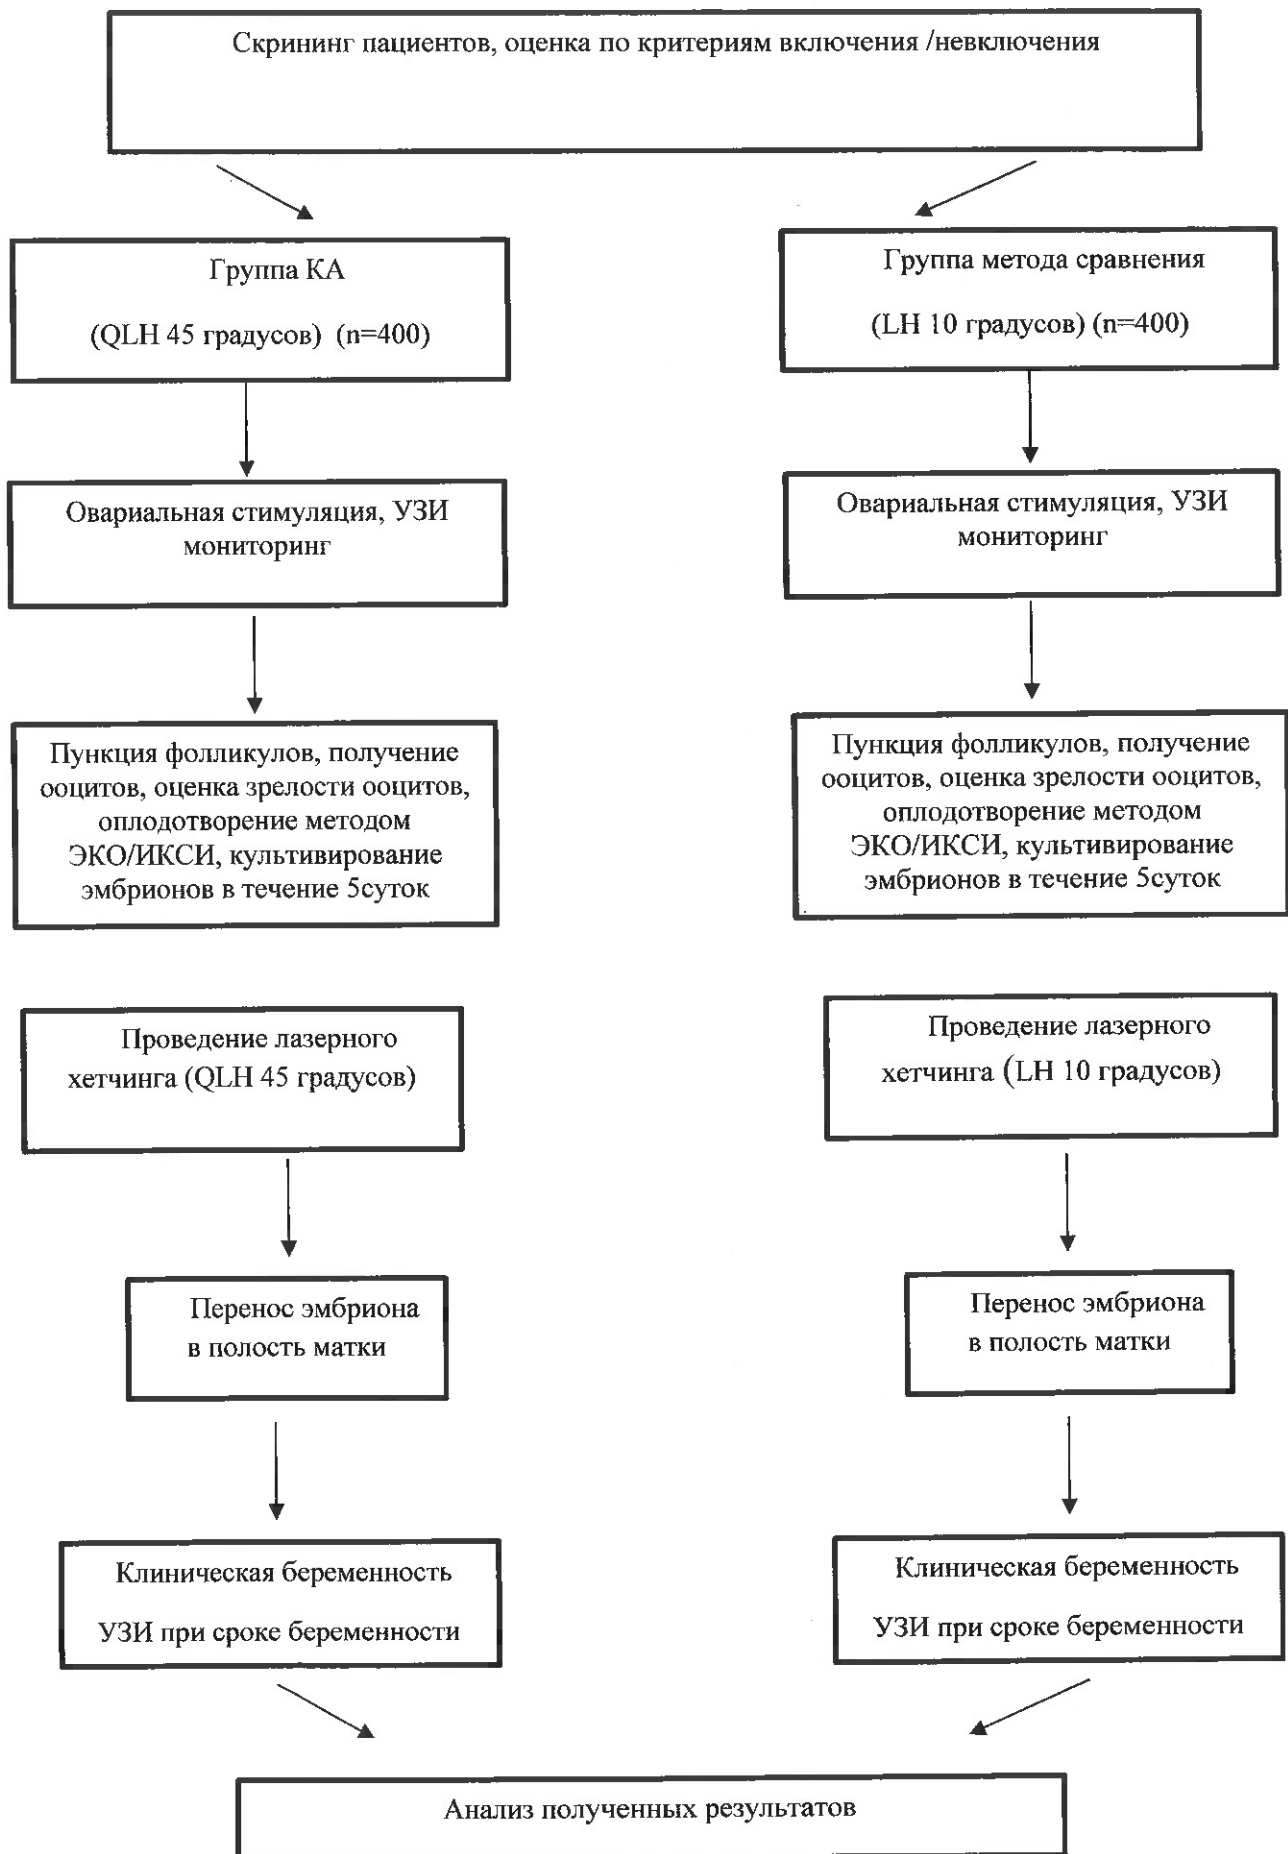 Скрининг пациентов, оценка по критериям включения /невключения
Группа КА
(QLH 45 градусов) (n=400)
Группа метода сравнения
(LH 10 градусов) (n=400)
Овариальная стимуляция, УЗИ
мониторинг
Овариальная стимуляция, УЗИ
мониторинг
Пункция фолликулов, получение
ооцитов, оценка зрелости ооцитов,
оплодотворение методом
ЭКО/ИКСИ, культивирование
эмбрионов в течение 5суток
Пункция фолликулов, получение
ооцитов, оценка зрелости ооцитов,
оплодотворение методом
ЭКО/ИКСИ, культивирование
эмбрионов в течение 5суток
Проведение лазерного
хетчинга (QLH 45 градусов)
Проведение лазерного
хетчинга (LH 10 градусов)
Перенос эмбриона
в полость матки
Перенос эмбриона
в полость матки
Клиническая беременность
УЗИ при сроке беременности
Клиническая беременность
УЗИ при сроке беременности
Анализ полученных результатов